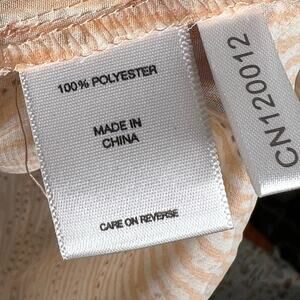 100% POLYESTER
MADE IN
CHINA
CARE ON REVERSE
CN120012